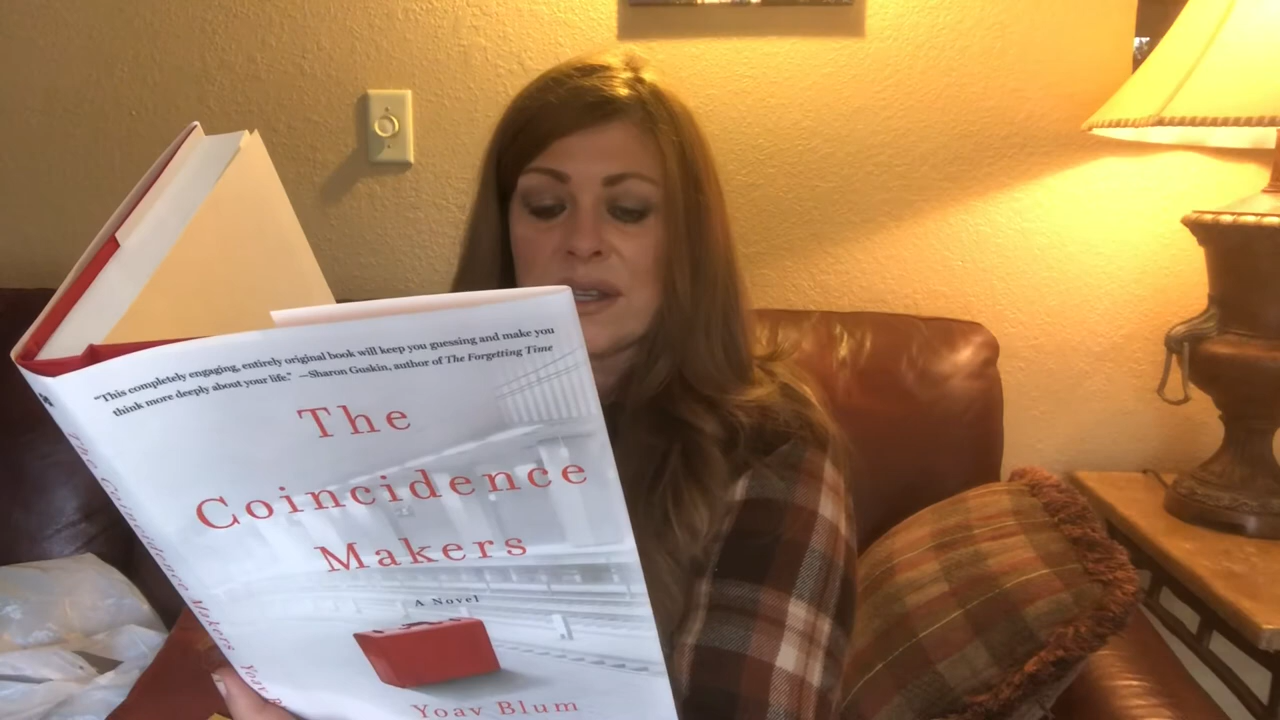 "This completely engaging, entirely original book will keep you guessing and make you
think more deeply about your life." —Sharon Guskin, author of The Forgetting Time
The
Coincidence
Makers
A Novel
Yoav Blum
The Coincidence Makers Yoav B